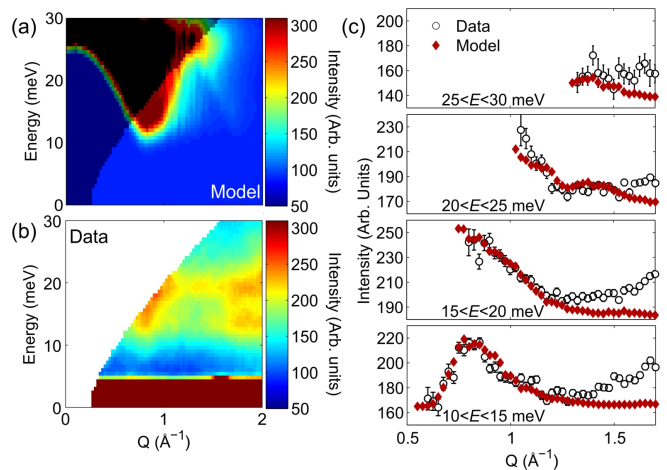 (a)
30
20
10
0
Energy (meV)
Model
300
250
200
150
100
50
Intensity (Arb. units)
(b)
Data
30
20
10
0
Energy (meV)
0
1
2
Q (Å⁻¹)
300
250
200
150
100
50
Intensity (Arb. units)
(c)
Data
Model
200
180
160
140
25<E<30 meV
230
210
190
170
20<E<25 meV
250
230
210
190
15<E<20 meV
220
200
180
160
10<E<15 meV
Intensity (Arb. Units)
0.5
1
1.5
Q (Å⁻¹)